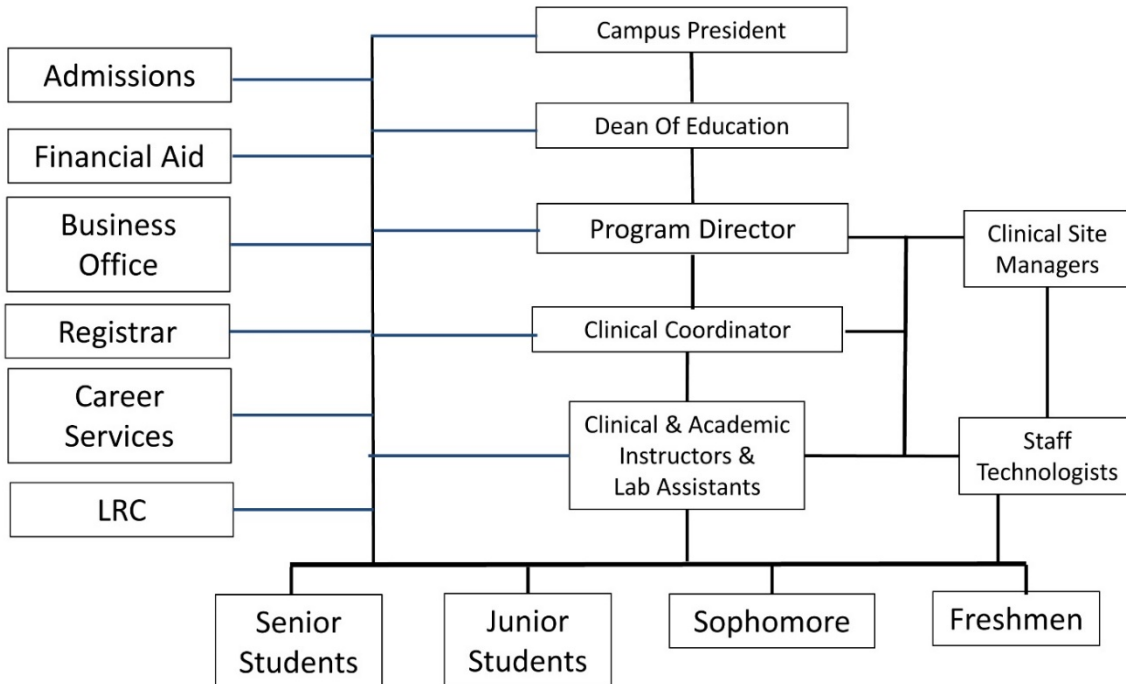 Campus President
Admissions
Dean Of Education
Financial Aid
Business
Office
Program Director
Clinical Site
Managers
Registrar
Clinical Coordinator
Career
Services
Clinical & Academic
Instructors &
Lab Assistants
Staff
Technologists
LRC
Senior
Students
Junior
Students
Sophomore
Freshmen